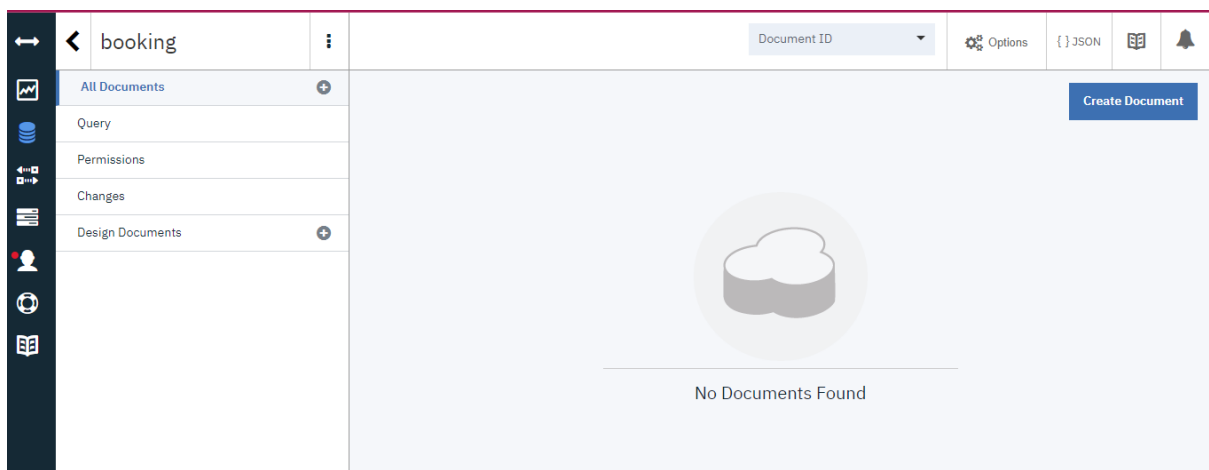 booking
Document ID
Options
{ } JSON
All Documents
Create Document
Query
Permissions
Changes
Design Documents
No Documents Found